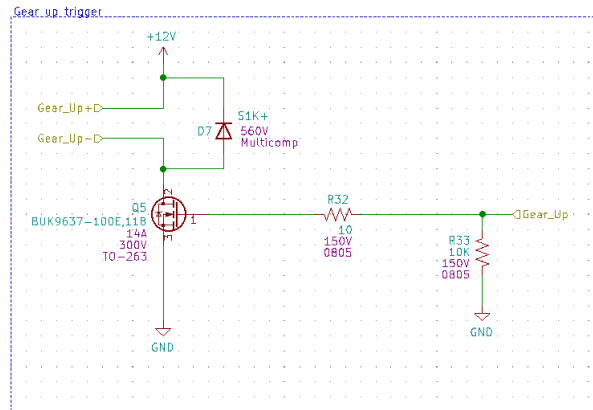 Gear up trigger
+12V
Gear_Up+
Gear_Up-
S1K+
D7
560V
Multicomp
2
Q5
BUK9637-100E,118
14A
300V
TO-263
1
3
R32
10
150V
0805
Gear_Up
R33
10K
150V
0805
GND
GND